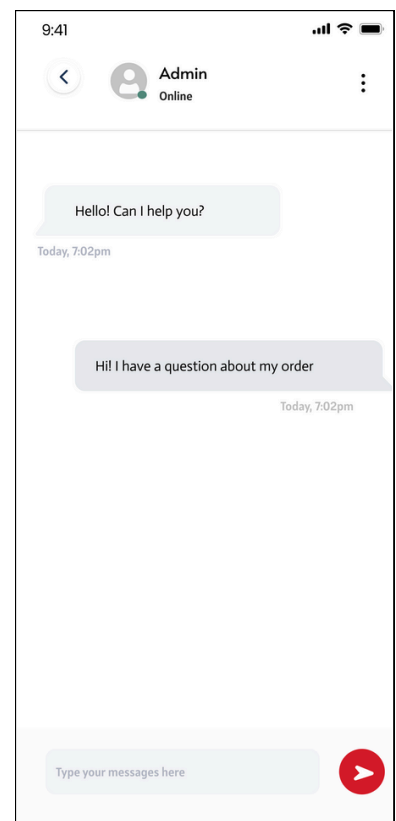 9:41
Admin
Online
Hello! Can I help you?
Today, 7:02pm
Hi! I have a question about my order
Today, 7:02pm
Type your messages here